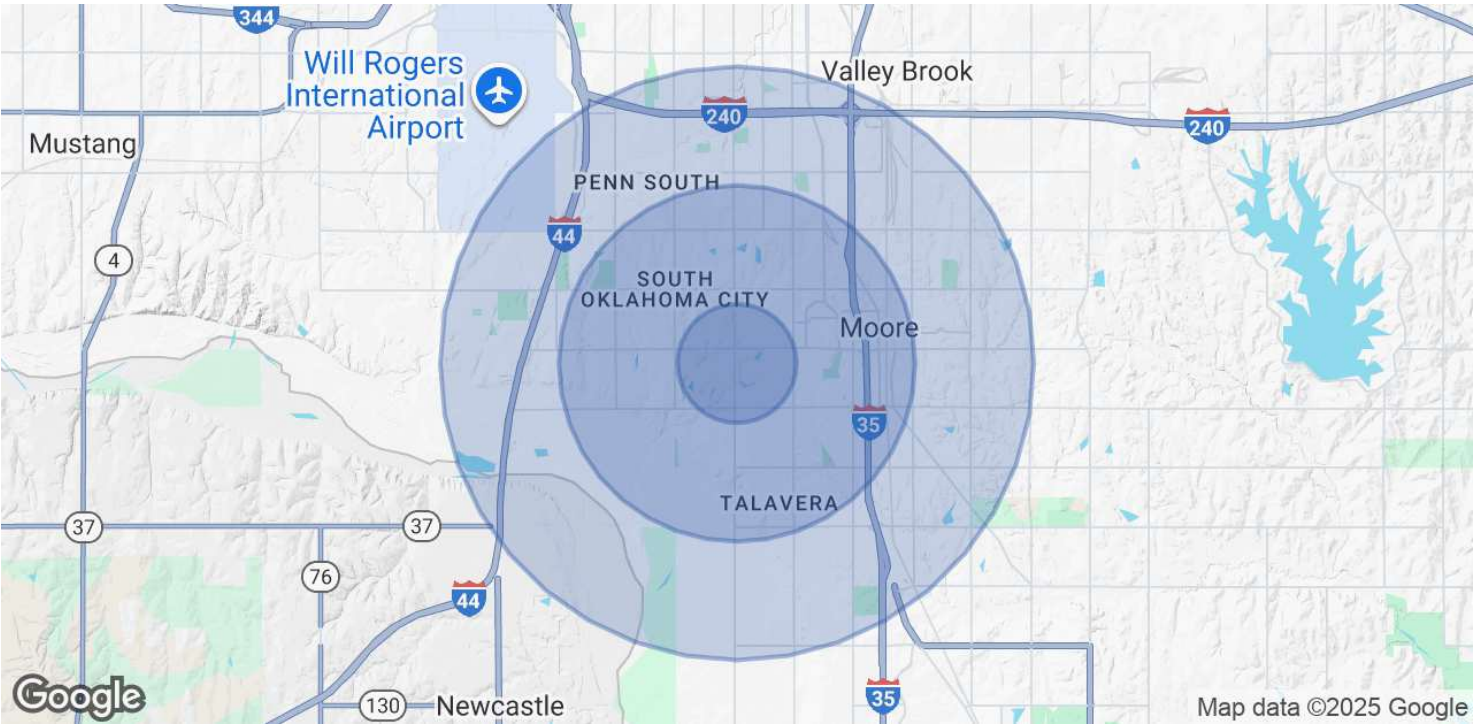 344
Will Rogers
International
Airport
Valley Brook
240
240
Mustang
PENN SOUTH
44
4
SOUTH
OKLAHOMA CITY
Moore
35
TALAVERA
37
37
76
44
35
130
Newcastle
Google
Map data ©2025 Google